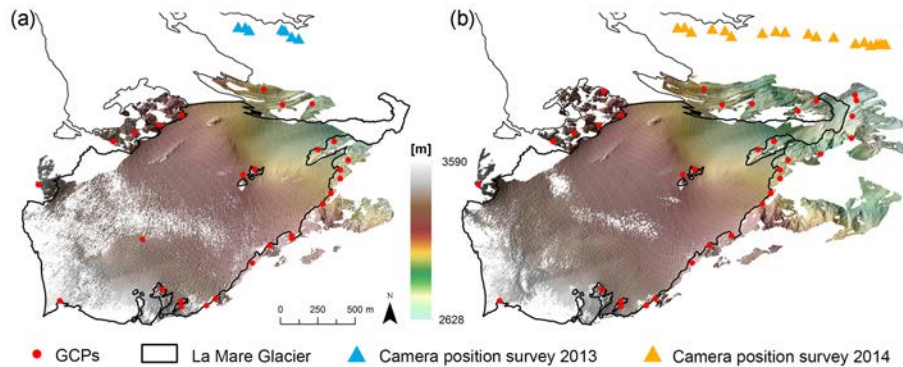 (a)
(b)
[m]
3590
2628
0 250 500 m
N
GCPs
La Mare Glacier
Camera position survey 2013
Camera position survey 2014